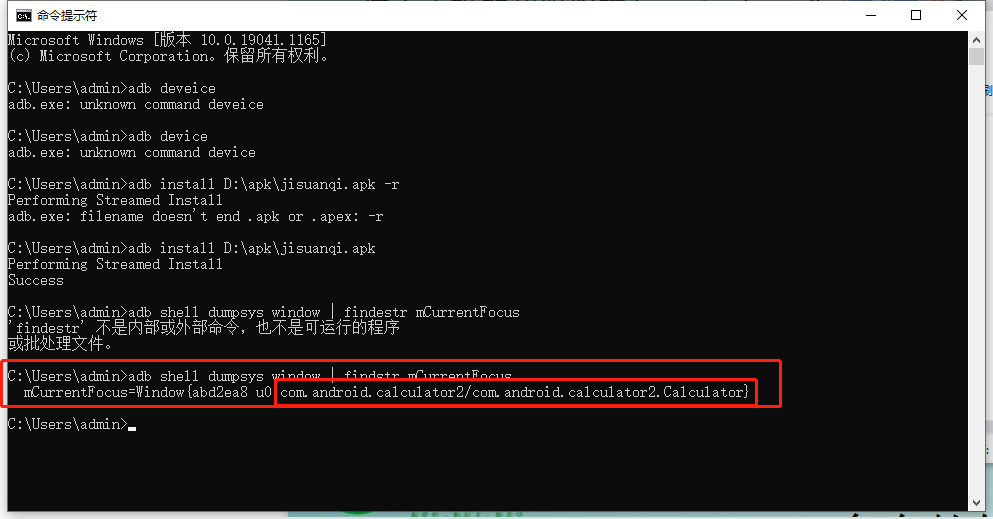 命令提示符
Microsoft Windows [版本 10.0.19041.1165]
(c) Microsoft Corporation。保留所有权利。
C:\Users\admin>adb deveice
adb.exe: unknown command deveice
C:\Users\admin>adb device
adb.exe: unknown command device
C:\Users\admin>adb install D:\apk\jisuanqi.apk -r
Performing Streamed Install
adb.exe: filename doesn't end .apk or .apex: -r
C:\Users\admin>adb install D:\apk\jisuanqi.apk
Performing Streamed Install
Success
C:\Users\admin>adb shell dumpsys window | findestr mCurrentFocus
'findestr' 不是内部或外部命令，也不是可运行的程序
或批处理文件。
C:\Users\admin>adb shell dumpsys window | findstr mCurrentFocus
mCurrentFocus=Window{abd2ea8 u0 com.android.calculator2/com.android.calculator2.Calculator}
C:\Users\admin>